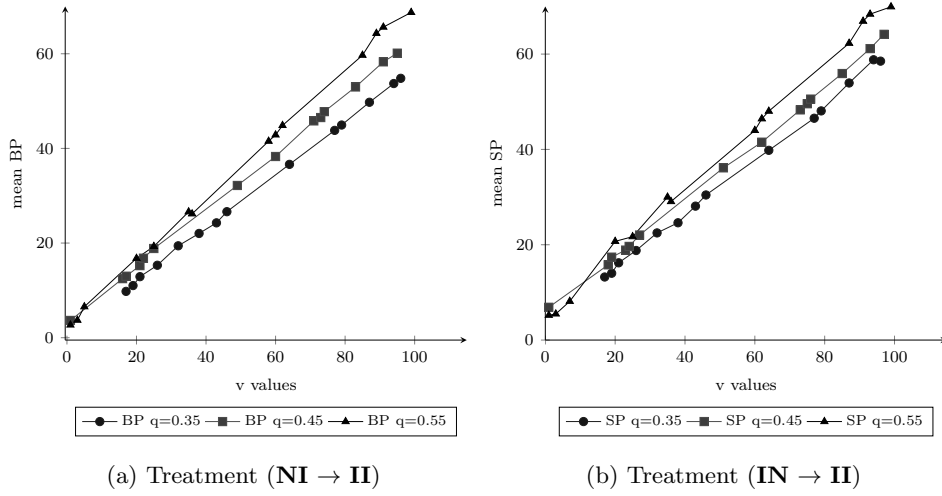 mean BP
60
40
20
0
0 20 40 60 80 100
v values
BP q=0.35 BP q=0.45 BP q=0.55
(a) Treatment (NI → II)
mean SP
60
40
20
0
0 20 40 60 80 100
v values
SP q=0.35 SP q=0.45 SP q=0.55
(b) Treatment (IN → II)